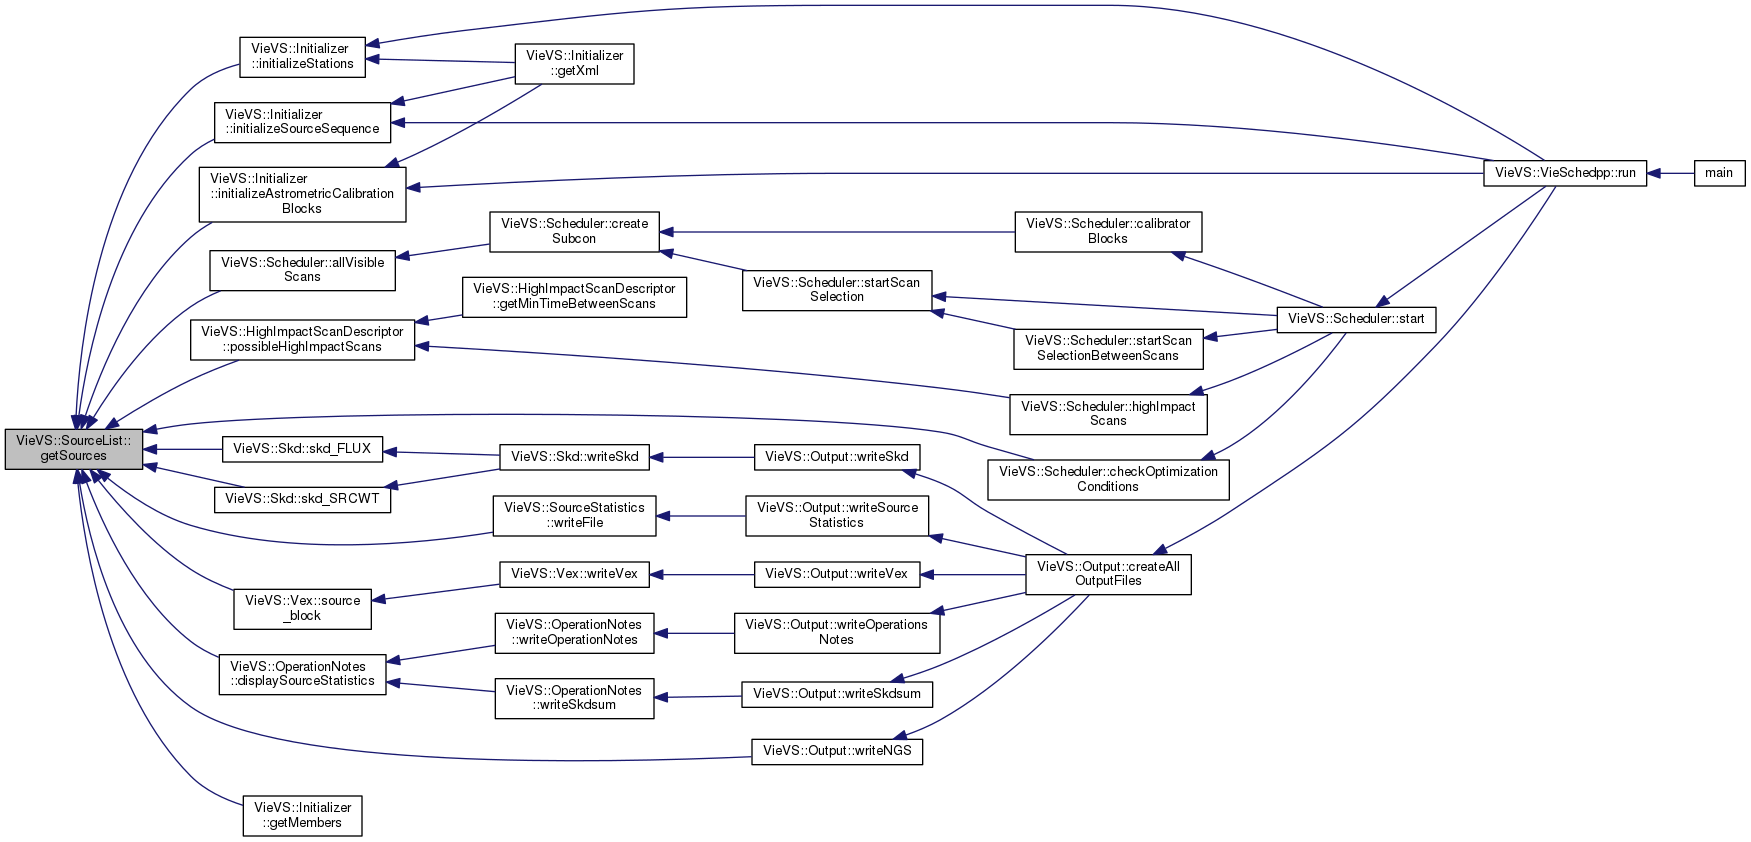 VieVS::Initializer
::initializeStations
VieVS::Initializer
::getXml
VieVS::Initializer
::initializeSourceSequence
VieVS::Initializer
::initializeAstrometricCalibration
Blocks
VieVS::VieSchedpp::run
main
VieVS::Scheduler::create
Subcon
VieVS::Scheduler::calibrator
Blocks
VieVS::Scheduler::allVisible
Scans
VieVS::Scheduler::startScan
Selection
VieVS::HighImpactScanDescriptor
::getMinTimeBetweenScans
VieVS::Scheduler::start
VieVS::HighImpactScanDescriptor
::possibleHighImpactScans
VieVS::Scheduler::startScan
SelectionBetweenScans
VieVS::Scheduler::highImpact
Scans
VieVS::SourceList::
getSources
VieVS::Skd::skd_FLUX
VieVS::Skd::writeSkd
VieVS::Output::writeSkd
VieVS::Scheduler::checkOptimization
Conditions
VieVS::Skd::skd_SRCWT
VieVS::SourceStatistics
::writeFile
VieVS::Output::writeSource
Statistics
VieVS::Output::createAll
OutputFiles
VieVS::Vex::writeVex
VieVS::Output::writeVex
VieVS::Vex::source
_block
VieVS::OperationNotes
::writeOperationNotes
VieVS::Output::writeOperations
Notes
VieVS::OperationNotes
::displaySourceStatistics
VieVS::OperationNotes
::writeSkdsum
VieVS::Output::writeSkdsum
VieVS::Output::writeNGS
VieVS::Initializer
::getMembers